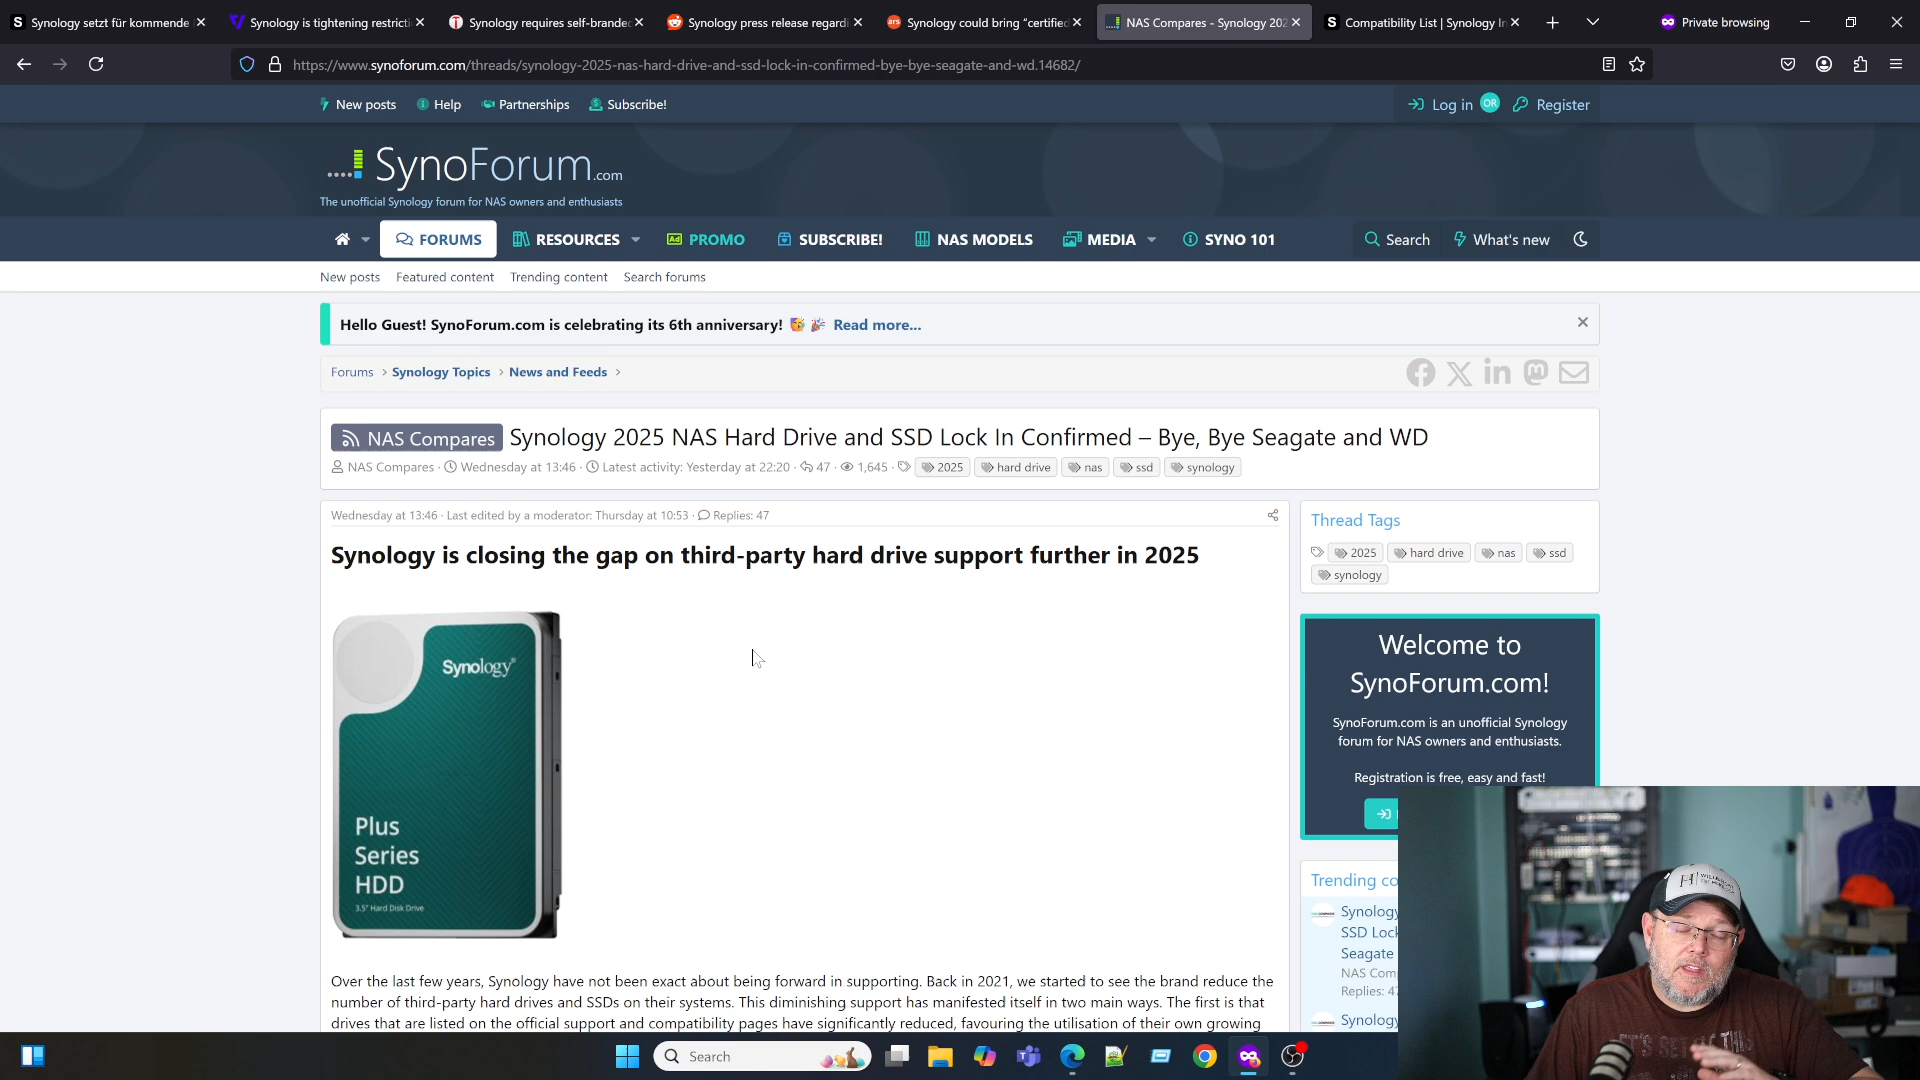 Synology setzt für kommende
Synology is tightening restricti
Synology requires self-brande
Synology press release regardi
Synology could bring “certified
NAS Compares - Synology 202
Compatibility List | Synology In
Private browsing
https://www.synoforum.com/threads/synology-2025-nas-hard-drive-and-ssd-lock-in-confirmed-bye-bye-seagate-and-wd.14682/
New posts Help Partnerships Subscribe!
Log in OR Register
SynoForum.com
The unofficial Synology forum for NAS owners and enthusiasts
FORUMS RESOURCES Ad PROMO SUBSCRIBE! NAS MODELS MEDIA SYNO 101 Search What's new
New posts Featured content Trending content Search forums
Hello Guest! SynoForum.com is celebrating its 6th anniversary! Read more...
Forums > Synology Topics > News and Feeds >
NAS Compares Synology 2025 NAS Hard Drive and SSD Lock In Confirmed – Bye, Bye Seagate and WD
NAS Compares · Wednesday at 13:46 · Latest activity: Yesterday at 22:20 · 47 · 1,645 · 2025 hard drive nas ssd synology
Wednesday at 13:46 · Last edited by a moderator: Thursday at 10:53 · Replies: 47
Synology is closing the gap on third-party hard drive support further in 2025
Synology
Plus
Series
HDD
3.5" Hard Disk Drive
Over the last few years, Synology have not been exact about being forward in supporting. Back in 2021, we started to see the brand reduce the
number of third-party hard drives and SSDs on their systems. This diminishing support has manifested itself in two main ways. The first is that
drives that are listed on the official support and compatibility pages have significantly reduced, favouring the utilisation of their own growing
Thread Tags
2025 hard drive nas ssd
synology
Welcome to
SynoForum.com!
SynoForum.com is an unofficial Synology
forum for NAS owners and enthusiasts.
Registration is free, easy and fast!
Trending co
Synology
SSD Lock
Seagate
NAS Com
Replies: 47
Synology
Search